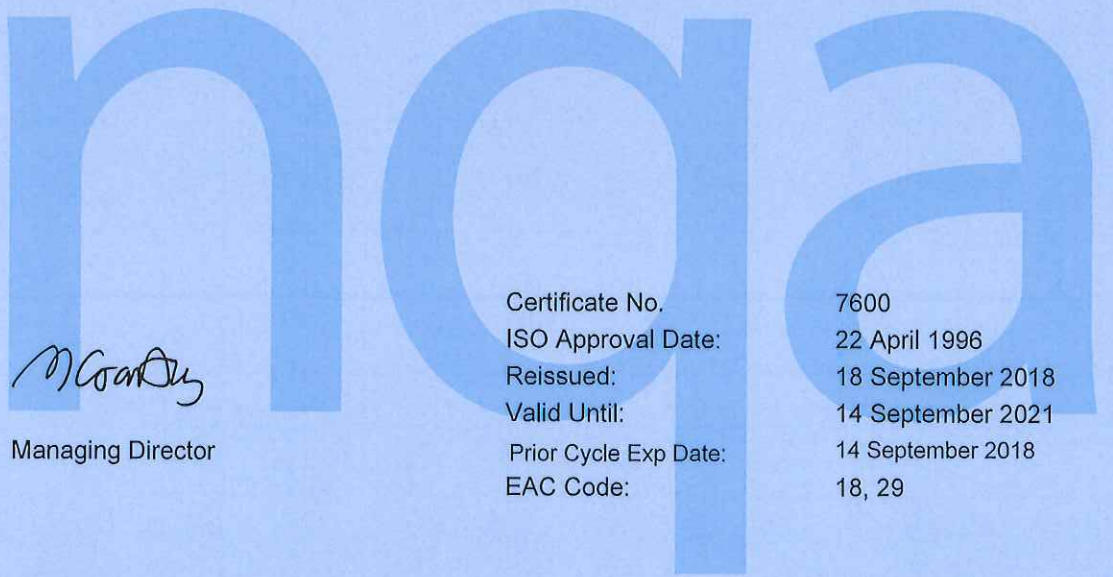 nqa
Certificate No. 7600
ISO Approval Date: 22 April 1996
Reissued: 18 September 2018
Valid Until: 14 September 2021
Managing Director
Prior Cycle Exp Date: 14 September 2018
EAC Code: 18, 29